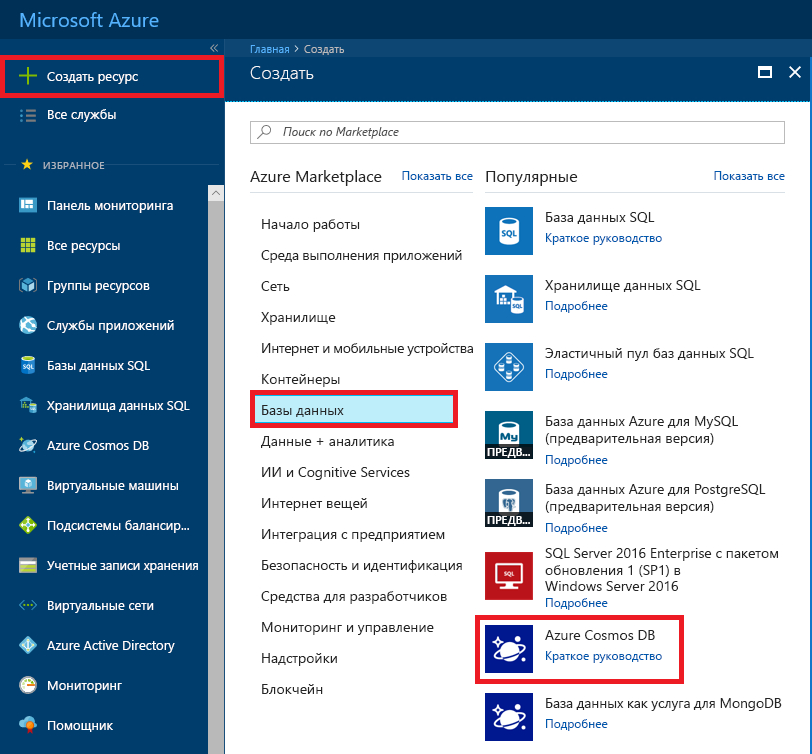 Microsoft Azure
Создать ресурс
Все службы
ИЗБРАННОЕ
Панель мониторинга
Все ресурсы
Группы ресурсов
Службы приложений
Базы данных SQL
Хранилища данных SQL
Azure Cosmos DB
Виртуальные машины
Подсистемы балансир...
Учетные записи хранения
Виртуальные сети
Azure Active Directory
Мониторинг
Помощник
Главная > Создать
Создать
Поиск по Marketplace
Azure Marketplace Показать все
Начало работы
Среда выполнения приложений
Сеть
Хранилище
Интернет и мобильные устройства
Контейнеры
Базы данных
Данные + аналитика
ИИ и Cognitive Services
Интернет вещей
Интеграция с предприятием
Безопасность и идентификация
Средства для разработчиков
Мониторинг и управление
Надстройки
Блокчейн
Популярные Показать все
SQL
База данных SQL
Краткое руководство
SQL
Хранилище данных SQL
Подробнее
Эластичный пул баз данных SQL
Подробнее
My
ПРЕДВ...
База данных Azure для MySQL
(предварительная версия)
Подробнее
ПРЕДВ...
База данных Azure для PostgreSQL
(предварительная версия)
Подробнее
SQL
SQL Server 2016 Enterprise с пакетом
обновления 1 (SP1) в
Windows Server 2016
Подробнее
Azure Cosmos DB
Краткое руководство
База данных как услуга для MongoDB
Подробнее